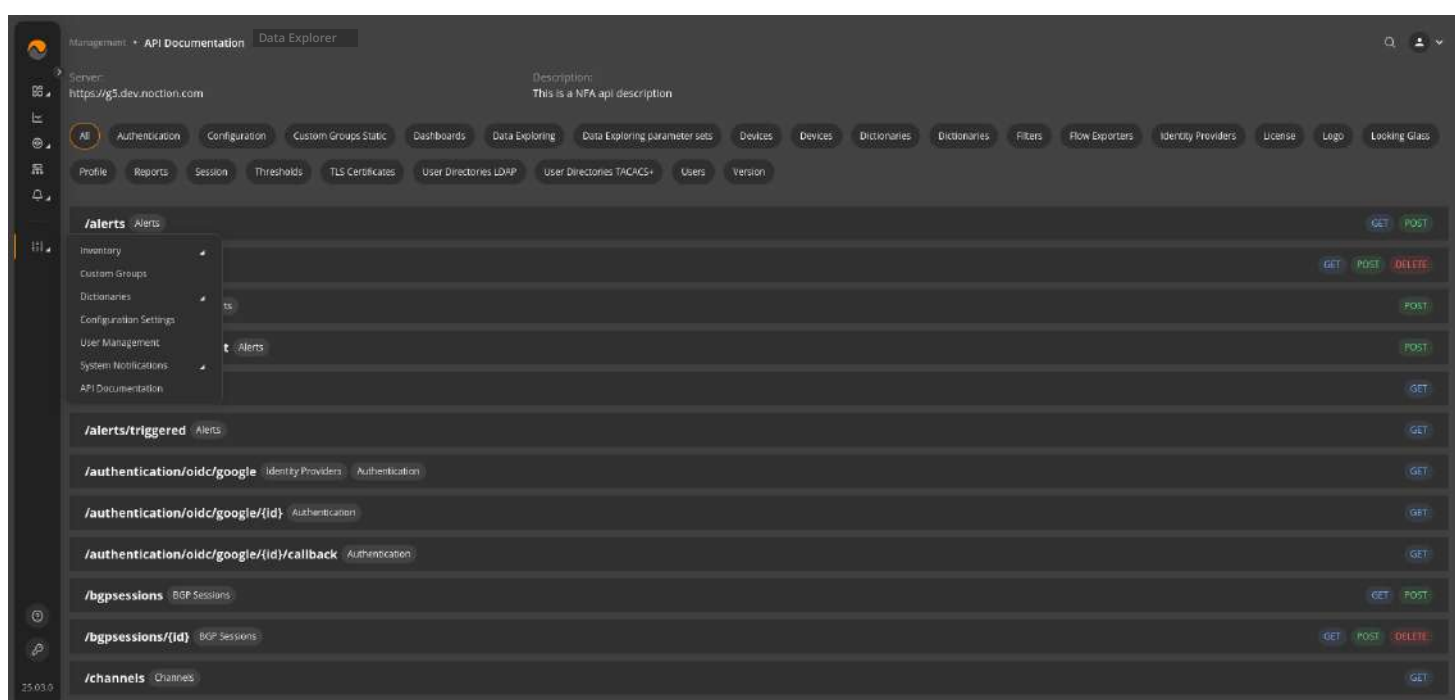 Management • API Documentation Data Explorer
Server: Description:
https://g5.dev.noction.com This is a NFA api description
All Authentication Configuration Custom Groups Static Dashboards Data Exploring Data Exploring parameter sets Devices Devices Dictionaries Dictionaries Filters Flow Exporters Identity Providers License Logo Looking Glass
Profile Reports Session Thresholds TLS Certificates User Directories LDAP User Directories TACACS+ Users Version
/alerts Alerts GET POST
Inventory
GET POST DELETE
Custom Groups
Dictionaries
ts POST
Configuration Settings
User Management
t Alerts POST
System Notifications
API Documentation GET
/alerts/triggered Alerts GET
/authentication/oidc/google Identity Providers Authentication GET
/authentication/oidc/google/{id} Authentication GET
/authentication/oidc/google/{id}/callback Authentication GET
/bgpsessions BGP Sessions GET POST
/bgpsessions/{id} BGP Sessions GET POST DELETE
/channels Channels GET
25.03.0